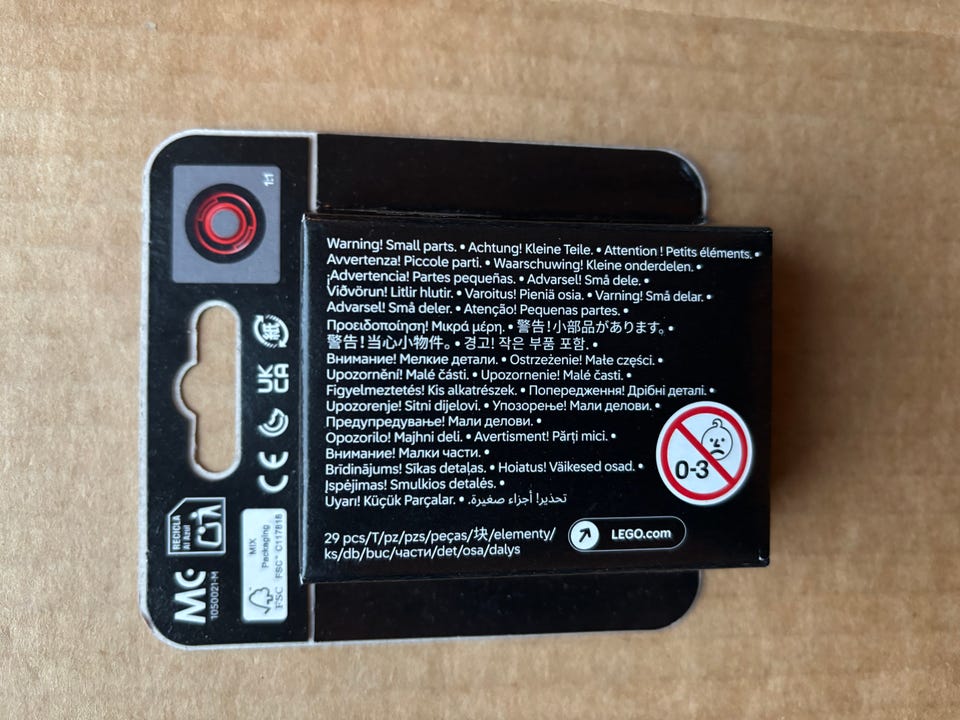 1:1
Warning! Small parts. • Achtung! Kleine Teile. • Attention ! Petits éléments. •
Avvertenza! Piccole parti. • Waarschuwing! Kleine onderdelen. •
¡Advertencia! Partes pequeñas. • Advarsel! Små dele. •
Viðvörun! Litlir hlutir. • Varoitus! Pieniä osia. • Varning! Små delar. •
Advarsel! Små deler. • Atenção! Pequenas partes. •
Προειδοποίηση! Μικρά μέρη. • 警告!小部品があります。 •
警告!当心小物件。 • 경고! 작은 부품 포함. •
Внимание! Мелкие детали. • Ostrzeżenie! Małe części. •
Upozornění! Malé části. • Upozornenie! Malé časti. •
Figyelmeztetés! Kis alkatrészek. • Попередження! Дрібні деталі. •
Upozorenje! Sitni dijelovi. • Упозорење! Мали делови. •
Предупредување! Мали делови. •
Opozorilo! Majhni deli. • Avertisment! Părți mici. •
Внимание! Малки части. •
Brīdinājums! Sīkas detaļas. • Hoiatus! Väikesed osad. •
Įspėjimas! Smulkios detalės. •
Uyarı! Küçük Parçalar. • تحذير! أجزاء صغيرة.
0-3
29 pcs/T/pz/pzs/peças/块/elementy/
ks/db/buc/части/det/osa/dalys
LEGO.com
紙
UK
CA
CE
RECICLA
Al Azul
MC
1050021-M
MIX
Packaging
FSC FSC™ C117818